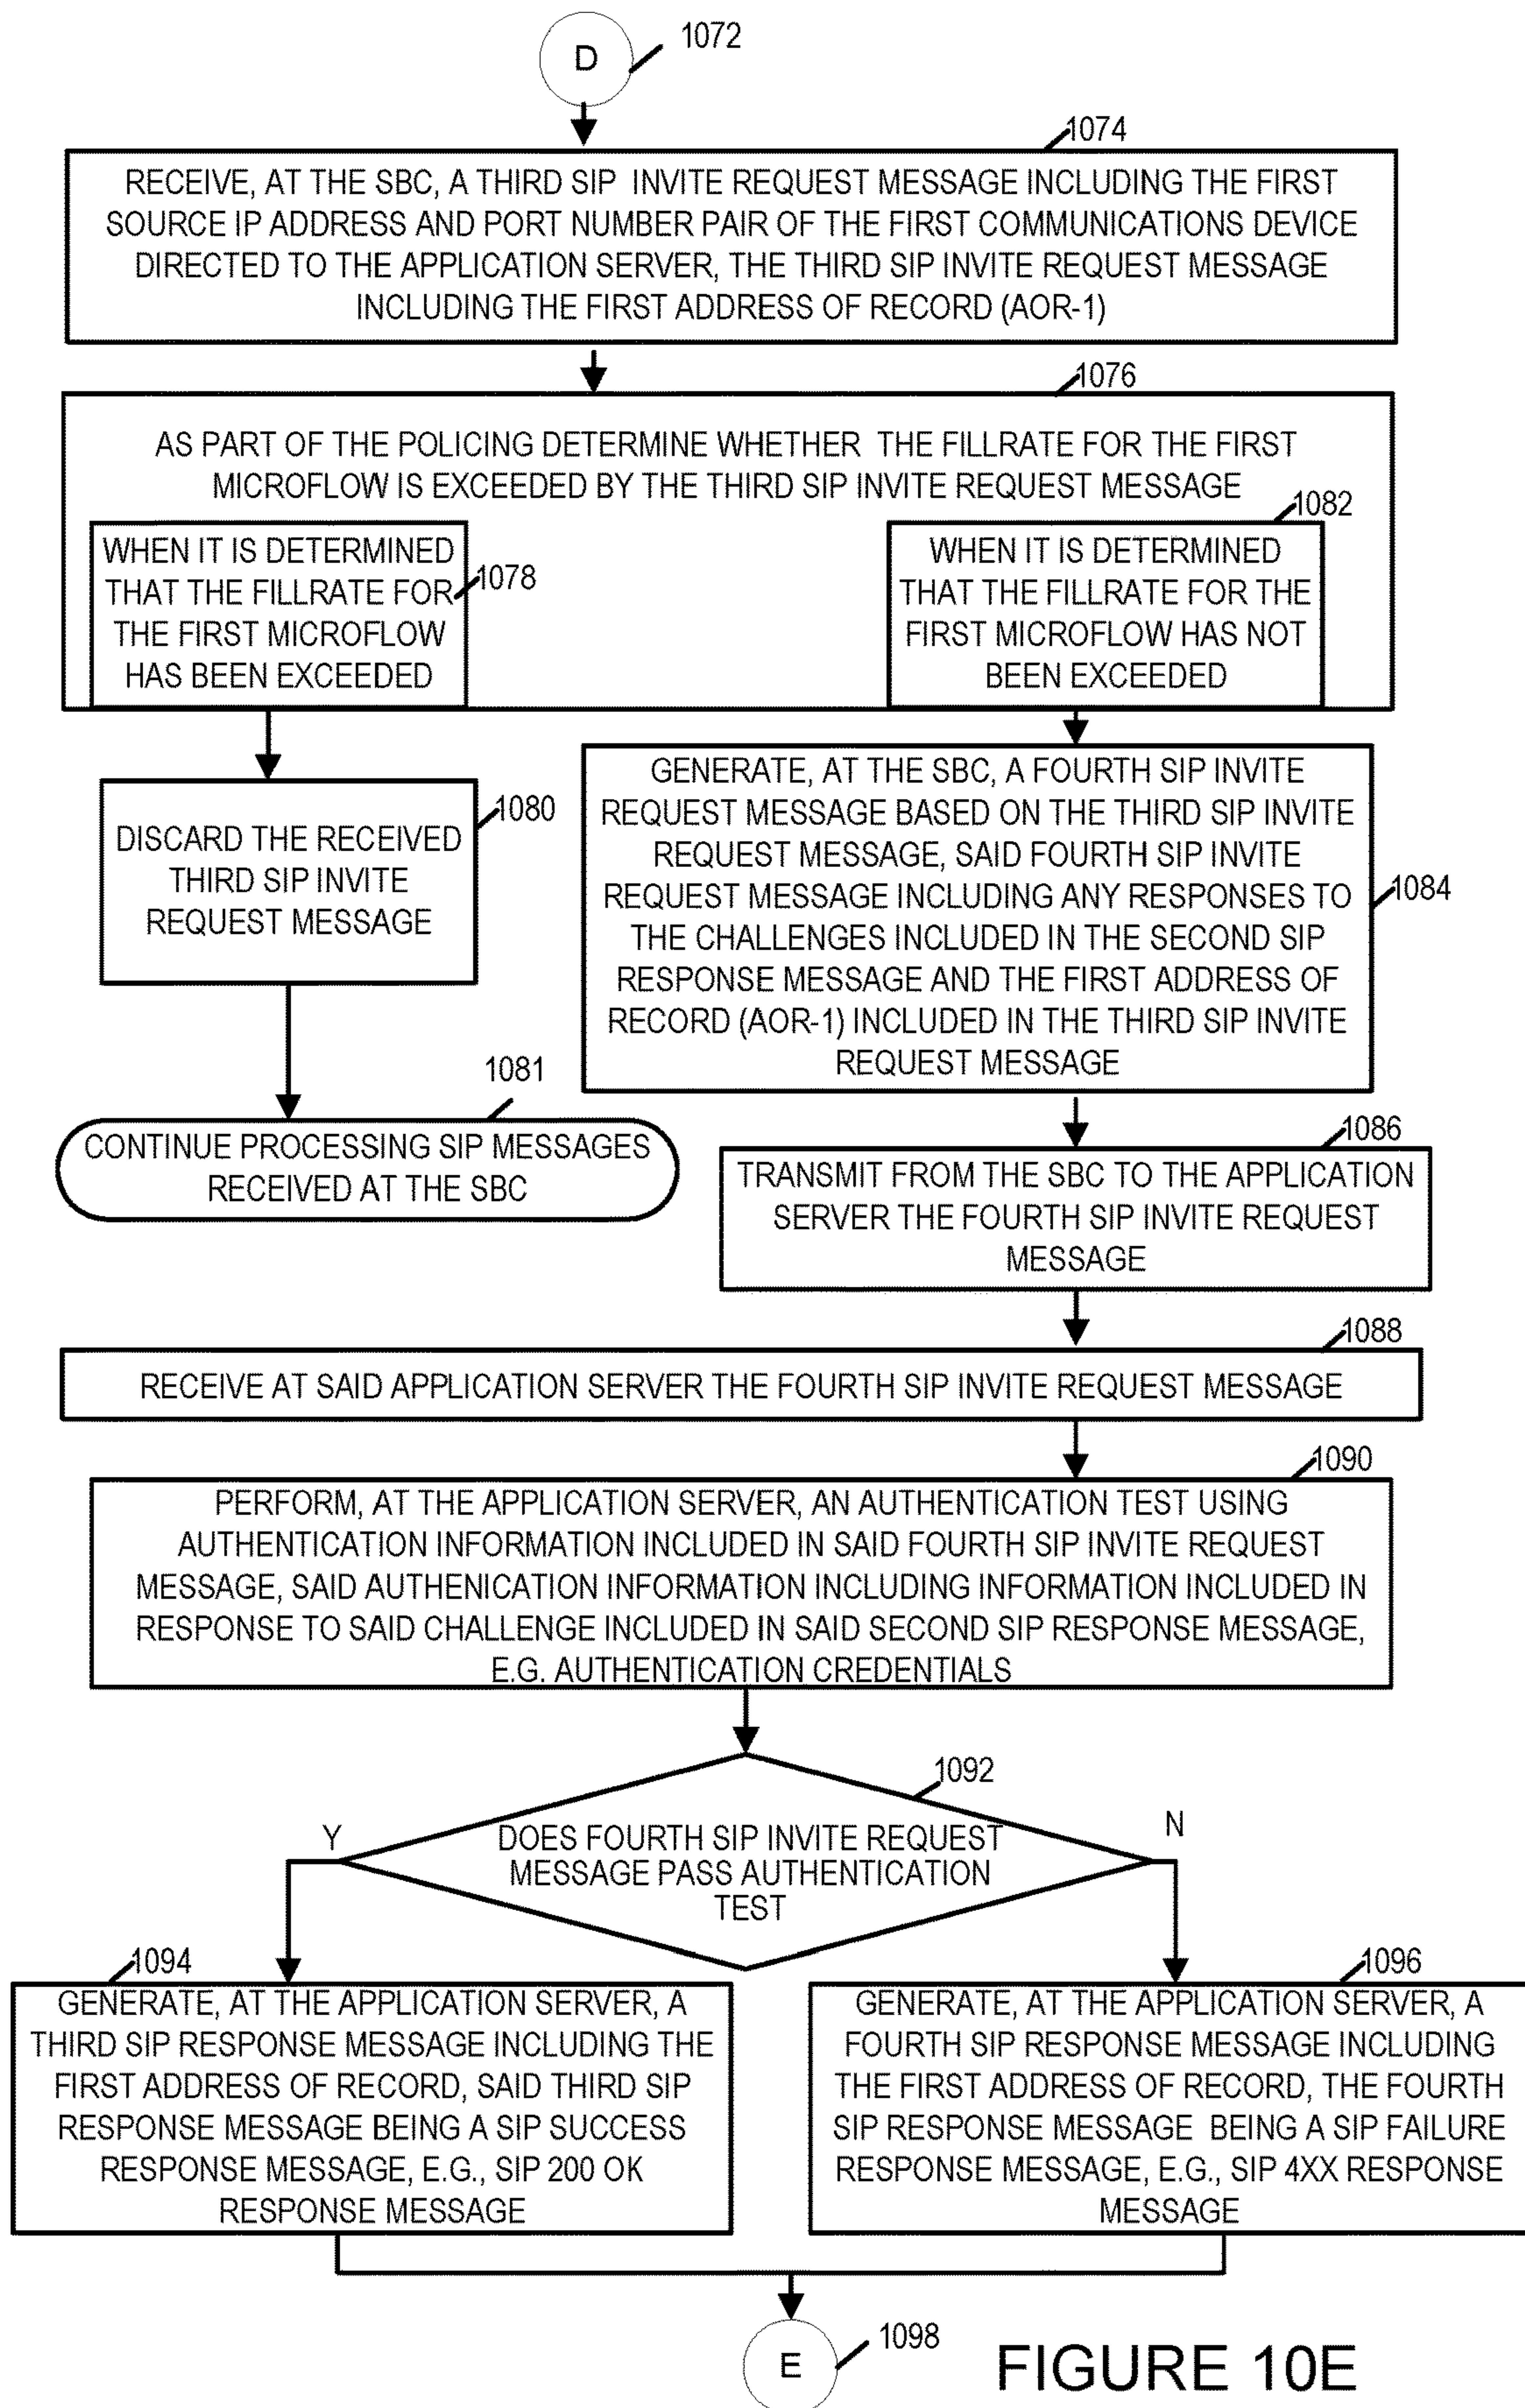 D
1072
1074
RECEIVE, AT THE SBC, A THIRD SIP INVITE REQUEST MESSAGE INCLUDING THE FIRST
SOURCE IP ADDRESS AND PORT NUMBER PAIR OF THE FIRST COMMUNICATIONS DEVICE
DIRECTED TO THE APPLICATION SERVER, THE THIRD SIP INVITE REQUEST MESSAGE
INCLUDING THE FIRST ADDRESS OF RECORD (AOR-1)
1076
AS PART OF THE POLICING DETERMINE WHETHER THE FILLRATE FOR THE FIRST
MICROFLOW IS EXCEEDED BY THE THIRD SIP INVITE REQUEST MESSAGE
WHEN IT IS DETERMINED
THAT THE FILLRATE FOR
THE FIRST MICROFLOW
HAS BEEN EXCEEDED
1078
1082
WHEN IT IS DETERMINED
THAT THE FILLRATE FOR THE
FIRST MICROFLOW HAS NOT
BEEN EXCEEDED
DISCARD THE RECEIVED
THIRD SIP INVITE
REQUEST MESSAGE
1080
GENERATE, AT THE SBC, A FOURTH SIP INVITE
REQUEST MESSAGE BASED ON THE THIRD SIP INVITE
REQUEST MESSAGE, SAID FOURTH SIP INVITE
REQUEST MESSAGE INCLUDING ANY RESPONSES TO
THE CHALLENGES INCLUDED IN THE SECOND SIP
RESPONSE MESSAGE AND THE FIRST ADDRESS OF
RECORD (AOR-1) INCLUDED IN THE THIRD SIP INVITE
REQUEST MESSAGE
1084
1081
CONTINUE PROCESSING SIP MESSAGES
RECEIVED AT THE SBC
1086
TRANSMIT FROM THE SBC TO THE APPLICATION
SERVER THE FOURTH SIP INVITE REQUEST
MESSAGE
1088
RECEIVE AT SAID APPLICATION SERVER THE FOURTH SIP INVITE REQUEST MESSAGE
1090
PERFORM, AT THE APPLICATION SERVER, AN AUTHENTICATION TEST USING
AUTHENTICATION INFORMATION INCLUDED IN SAID FOURTH SIP INVITE REQUEST
MESSAGE, SAID AUTHENICATION INFORMATION INCLUDING INFORMATION INCLUDED IN
RESPONSE TO SAID CHALLENGE INCLUDED IN SAID SECOND SIP RESPONSE MESSAGE,
E.G. AUTHENTICATION CREDENTIALS
1092
Y
N
DOES FOURTH SIP INVITE REQUEST
MESSAGE PASS AUTHENTICATION
TEST
1094
GENERATE, AT THE APPLICATION SERVER, A
THIRD SIP RESPONSE MESSAGE INCLUDING THE
FIRST ADDRESS OF RECORD, SAID THIRD SIP
RESPONSE MESSAGE BEING A SIP SUCCESS
RESPONSE MESSAGE, E.G., SIP 200 OK
RESPONSE MESSAGE
1096
GENERATE, AT THE APPLICATION SERVER, A
FOURTH SIP RESPONSE MESSAGE INCLUDING
THE FIRST ADDRESS OF RECORD, THE FOURTH
SIP RESPONSE MESSAGE BEING A SIP FAILURE
RESPONSE MESSAGE, E.G., SIP 4XX RESPONSE
MESSAGE
E
1098
FIGURE 10E